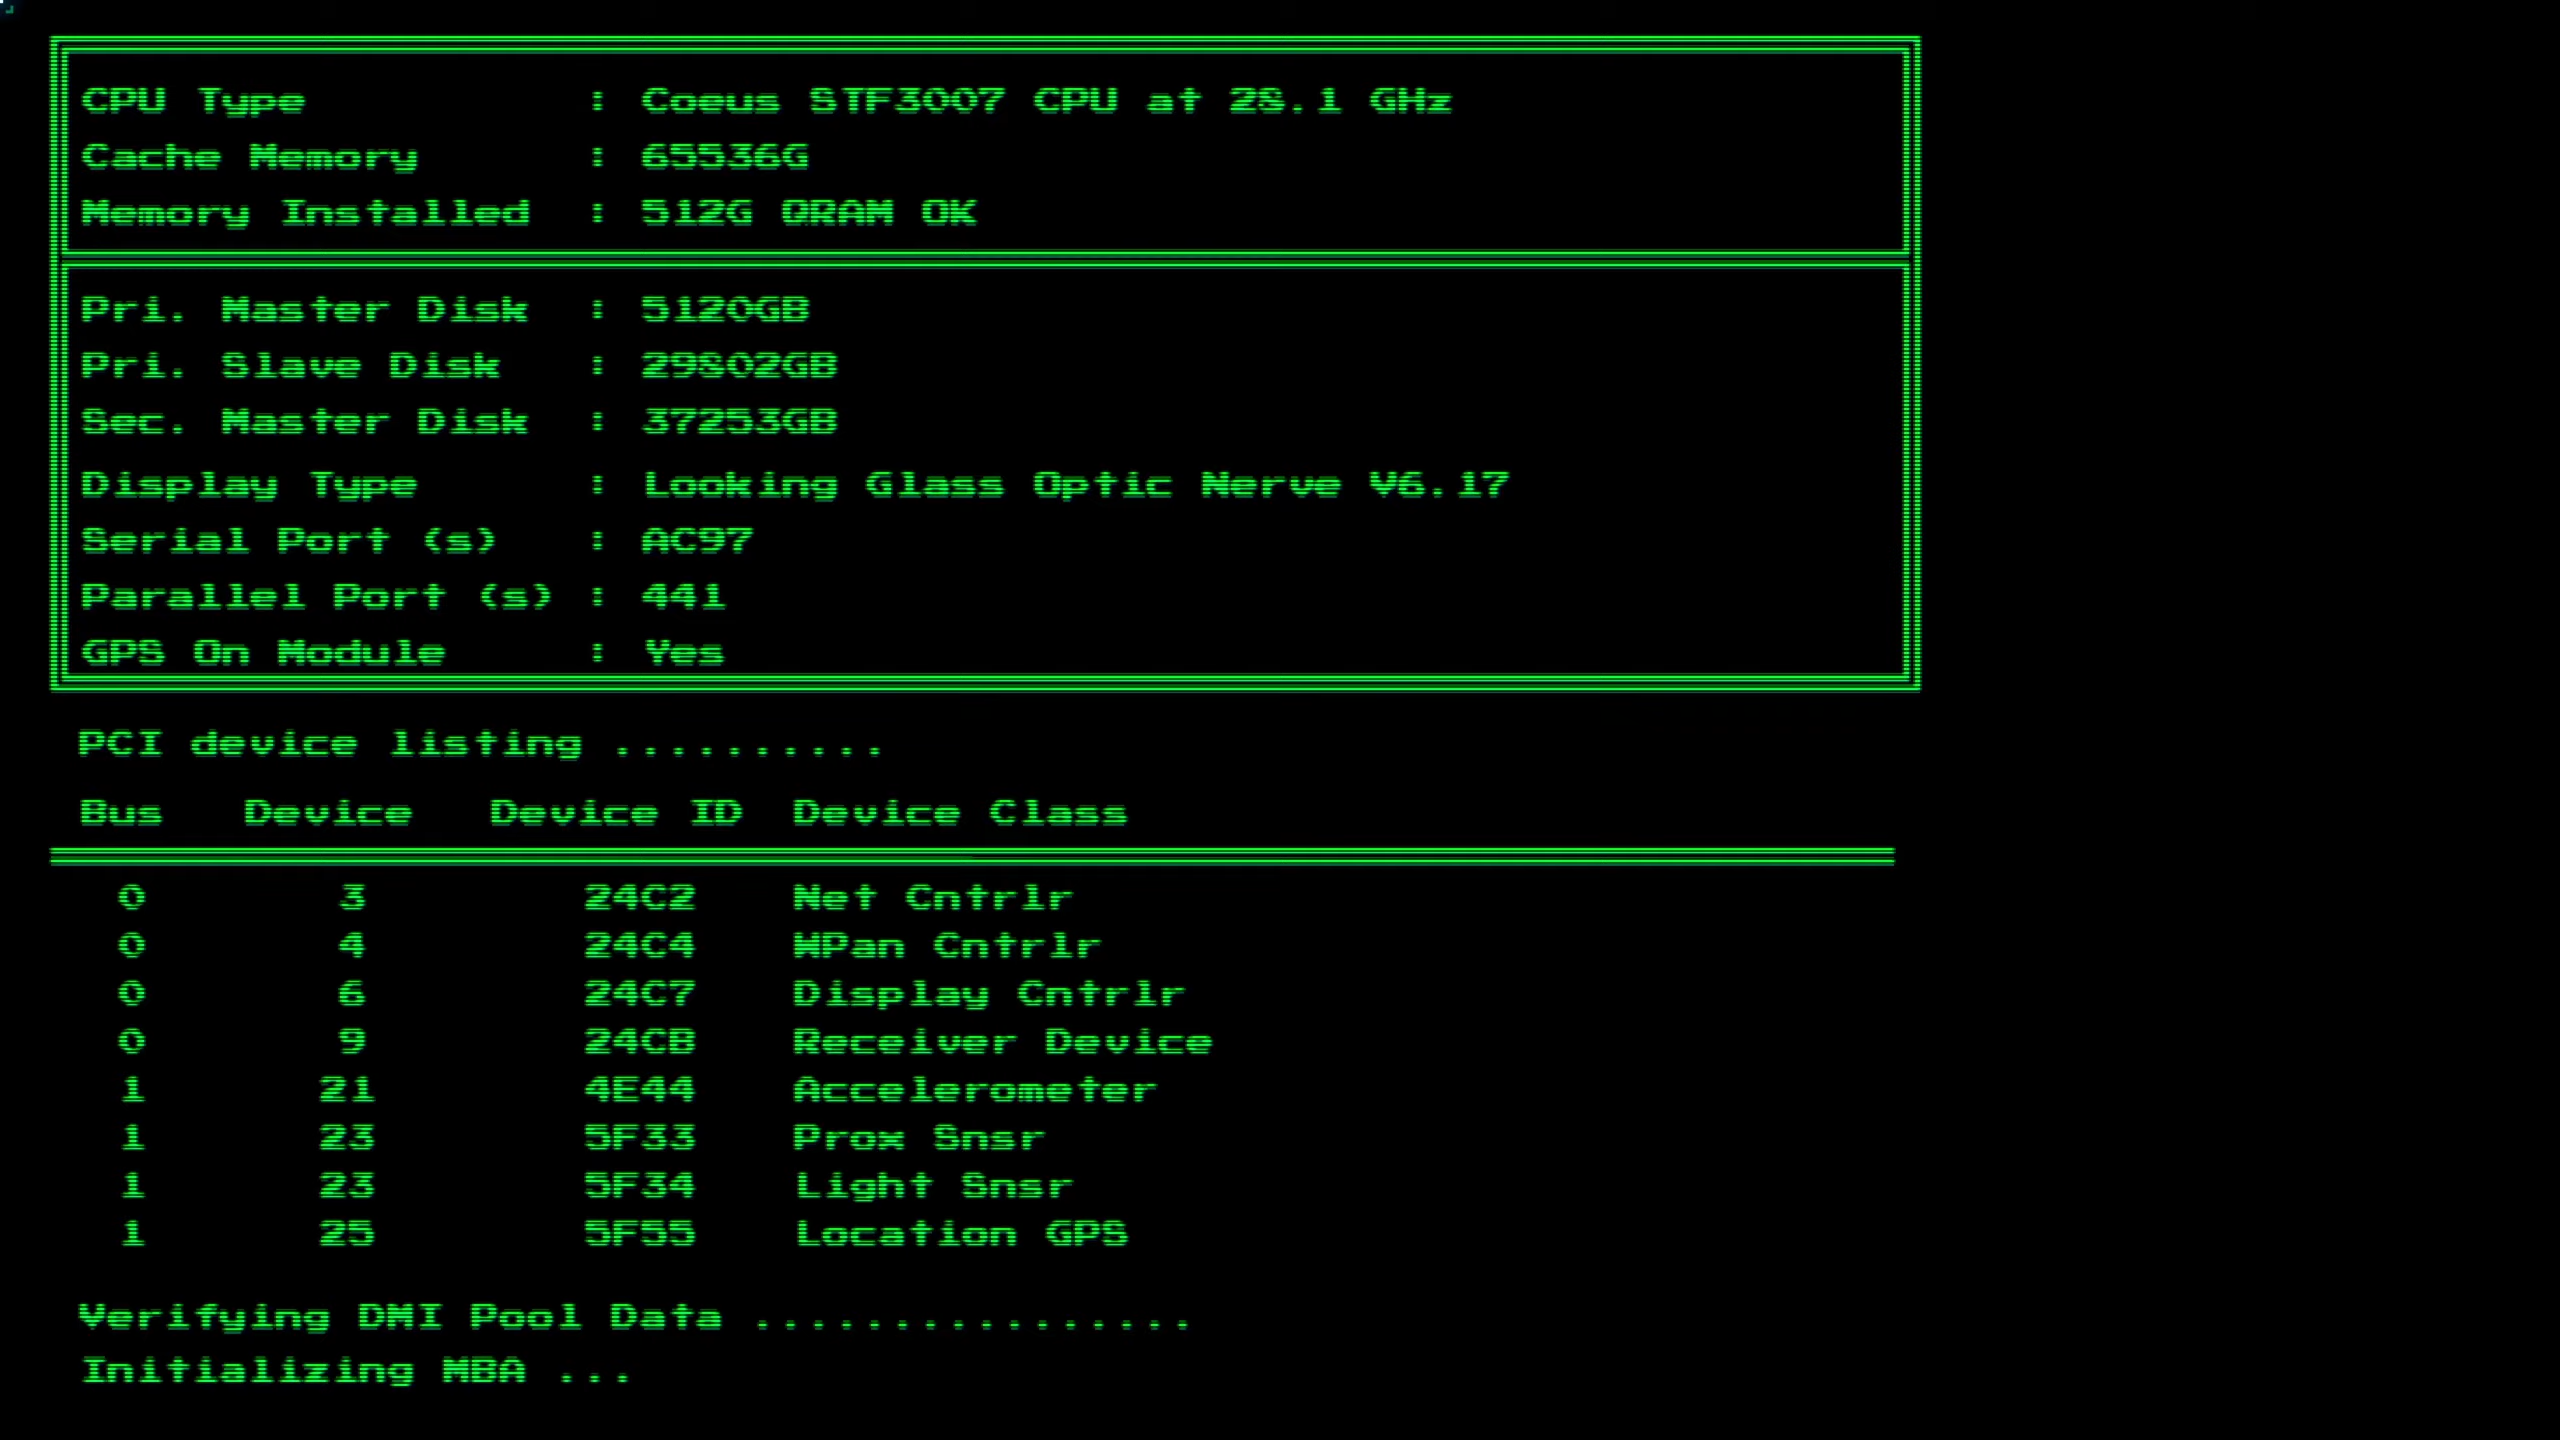 CPU Type : Coeus STF3007 CPU at 28.1 GHz
Cache Memory : 65536G
Memory Installed : 512G QRAM OK
Pri. Master Disk : 5120GB
Pri. Slave Disk : 29802GB
Sec. Master Disk : 37253GB
Display Type : Looking Glass Optic Nerve V6.17
Serial Port (s) : AC97
Parallel Port (s) : 441
GPS On Module : Yes
PCI device listing ..........
Bus Device Device ID Device Class
0 3 24C2 Net Cntrlr
0 4 24C4 WPan Cntrlr
0 6 24C7 Display Cntrlr
0 9 24CB Receiver Device
1 21 4E44 Accelerometer
1 23 5F33 Prox Snsr
1 23 5F34 Light Snsr
1 25 5F55 Location GPS
Verifying DMI Pool Data ................
Initializing MBA ...